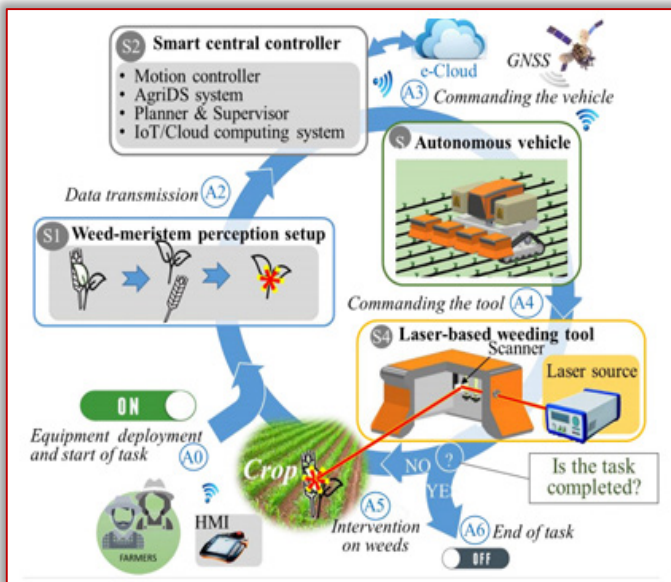 S2 Smart central controller
• Motion controller
• AgriDS system
• Planner & Supervisor
• IoT/Cloud computing system
e-Cloud
GNSS
A3 Commanding the vehicle
S Autonomous vehicle
Data transmission A2
S1 Weed-meristem perception setup
Commanding the tool A4
S4 Laser-based weeding tool
Scanner
Laser source
ON
Equipment deployment
and start of task A0
Crop
NO ?
YES
Is the task
completed?
HMI
FARMERS
A5
Intervention
on weeds
A6 End of task
OFF